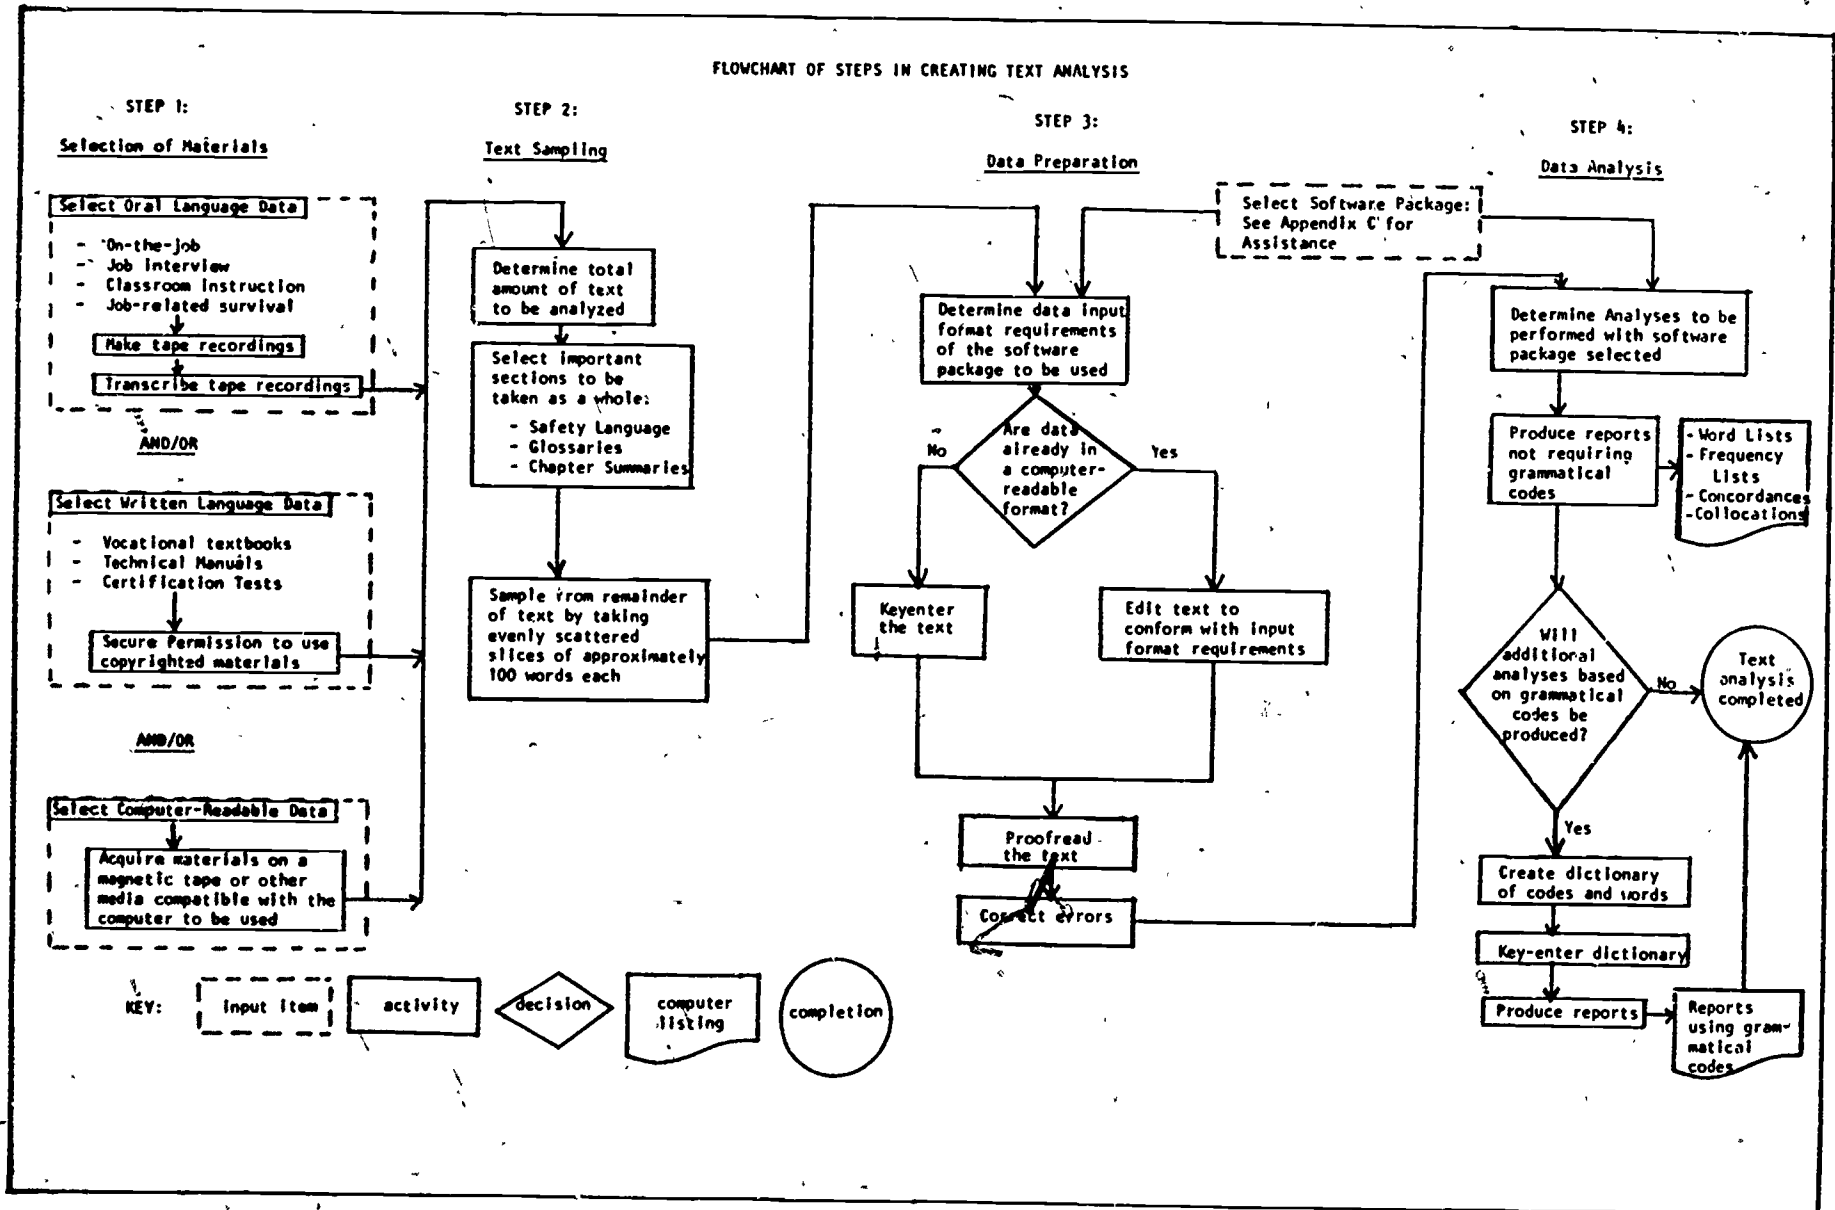 FLOWCHART OF STEPS IN CREATING TEXT ANALYSIS
STEP 1:
Selection of Materials
Select Oral Language Data
- On-the-job
- Job interview
- Classroom instruction
- Job-related survival
Make tape recordings
Transcribe tape recordings
AND/OR
Select Written Language Data
- Vocational textbooks
- Technical Manuals
- Certification Tests
Secure Permission to use
copyrighted materials
AND/OR
Select Computer-Readable Data
Acquire materials on a
magnetic tape or other
media compatible with the
computer to be used
STEP 2:
Text Sampling
Determine total
amount of text
to be analyzed
Select important
sections to be
taken as a whole:
- Safety Language
- Glossaries
- Chapter Summaries
Sample from remainder
of text by taking
evenly scattered
slices of approximately
100 words each
STEP 3:
Data Preparation
Select Software Package:
See Appendix C for
Assistance
Determine data input
format requirements
of the software
package to be used
Are data
already in
a computer-
readable
format?
No
Yes
Keyenter
the text
Edit text to
conform with input
format requirements
Proofread
the text
Correct errors
STEP 4:
Data Analysis
Determine Analyses to be
performed with software
package selected
Produce reports
not requiring
grammatical
codes
- Word Lists
- Frequency
Lists
- Concordances
- Collocations
Will
additional
analyses based
on grammatical
codes be
produced?
No
Text
analysis
completed
Yes
Create dictionary
of codes and words
Key-enter dictionary
Produce reports
Reports
using gram-
matical
codes
KEY:
input item
activity
decision
computer
listing
completion